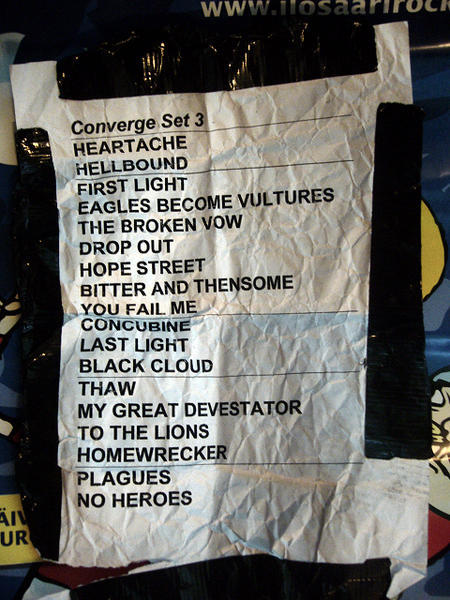 www.ilosaarirock
Converge Set 3
HEARTACHE
HELLBOUND
FIRST LIGHT
EAGLES BECOME VULTURES
THE BROKEN VOW
DROP OUT
HOPE STREET
BITTER AND THENSOME
YOU FAIL ME
CONCUBINE
LAST LIGHT
BLACK CLOUD
THAW
MY GREAT DEVESTATOR
TO THE LIONS
HOMEWRECKER
PLAGUES
NO HEROES